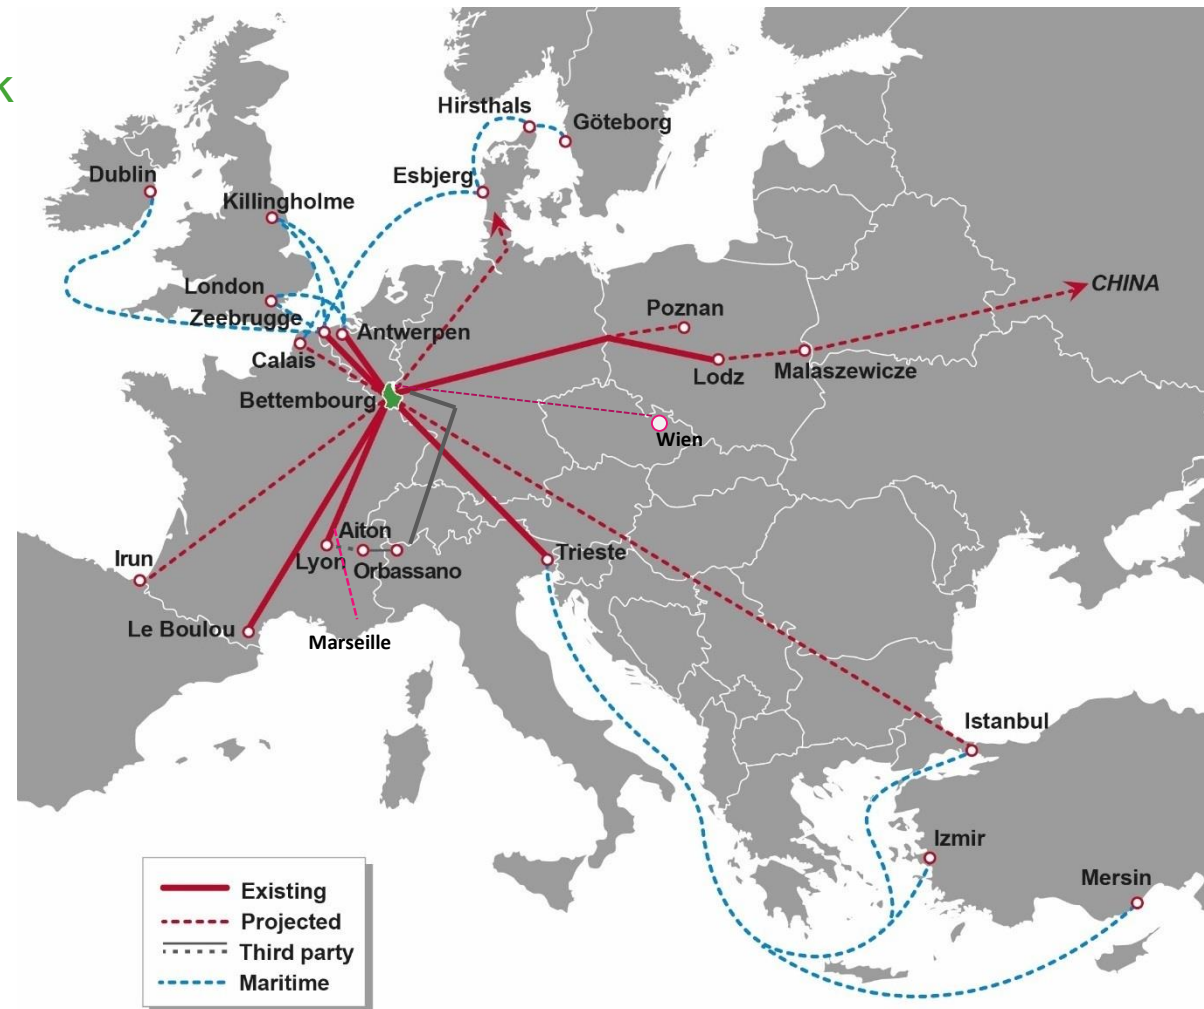 k
Hirsthals
Göteborg
Dublin
Esbjerg
Killingholme
CHINA
London
Poznan
Zeebrugge
Antwerpen
Calais
Lodz
Malaszewicze
Bettembourg
Wien
Aiton
Irun
Lyon
Trieste
Orbassano
Le Boulou
Marseille
Istanbul
Izmir
Mersin
Existing
Projected
Third party
Maritime